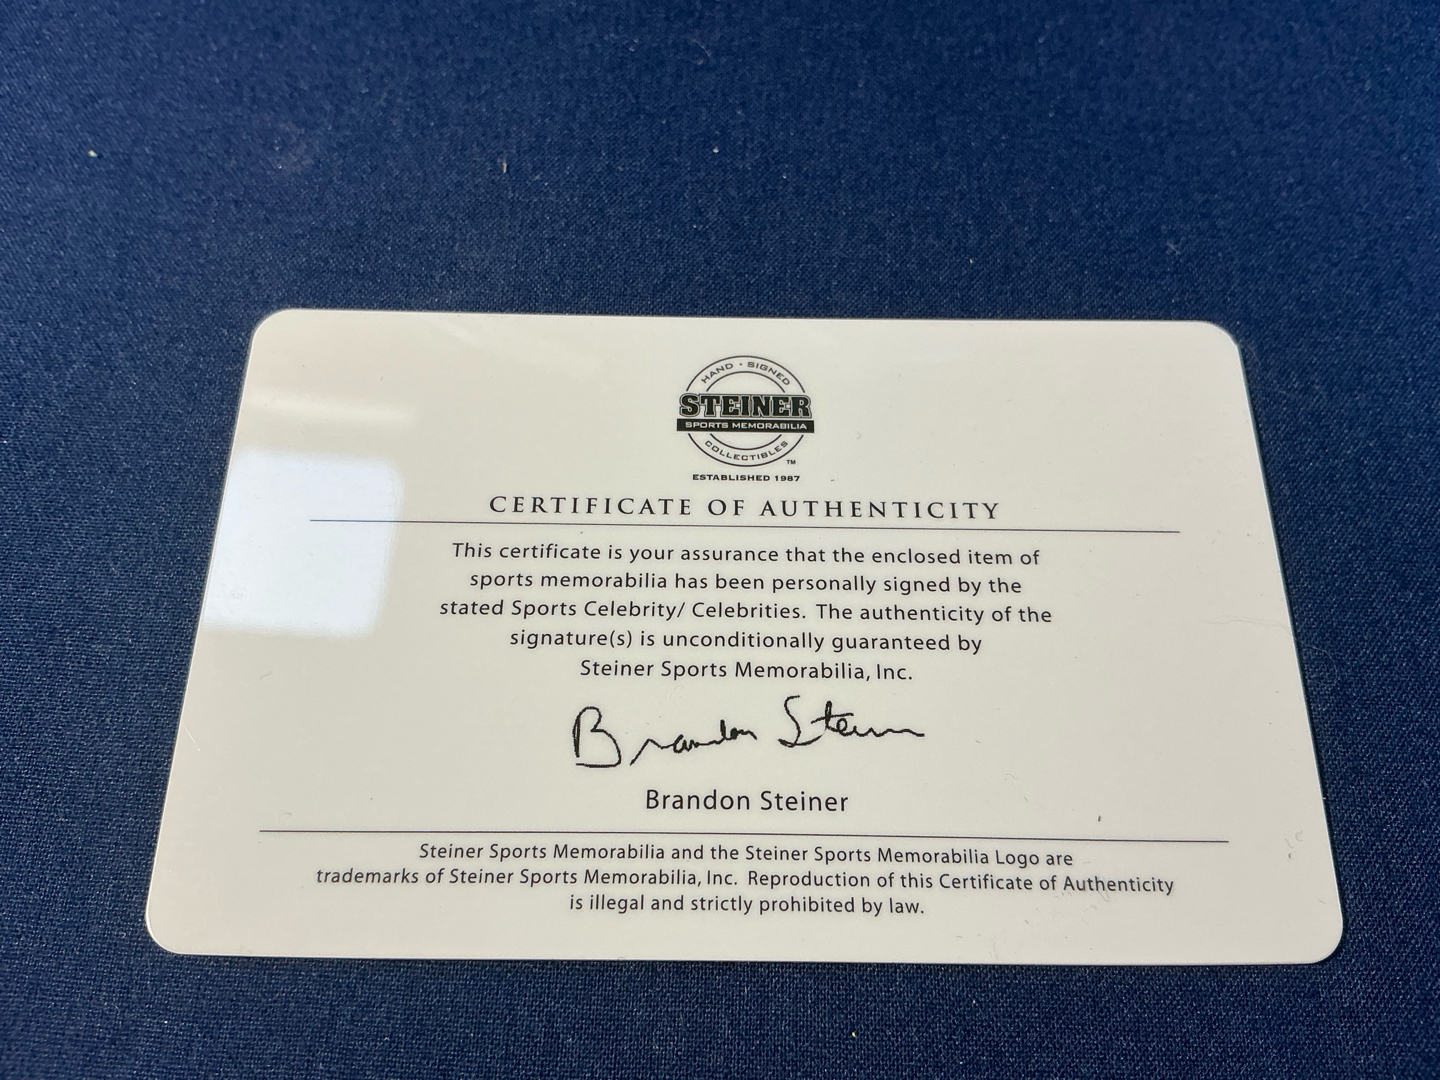 HAND · SIGNED
STEINER
SPORTS MEMORABILIA
COLLECTIBLES
TM
ESTABLISHED 1987
CERTIFICATE OF AUTHENTICITY
This certificate is your assurance that the enclosed item of
sports memorabilia has been personally signed by the
stated Sports Celebrity/ Celebrities. The authenticity of the
signature(s) is unconditionally guaranteed by
Steiner Sports Memorabilia, Inc.
Brandon Steiner
Brandon Steiner
Steiner Sports Memorabilia and the Steiner Sports Memorabilia Logo are
trademarks of Steiner Sports Memorabilia, Inc. Reproduction of this Certificate of Authenticity
is illegal and strictly prohibited by law.